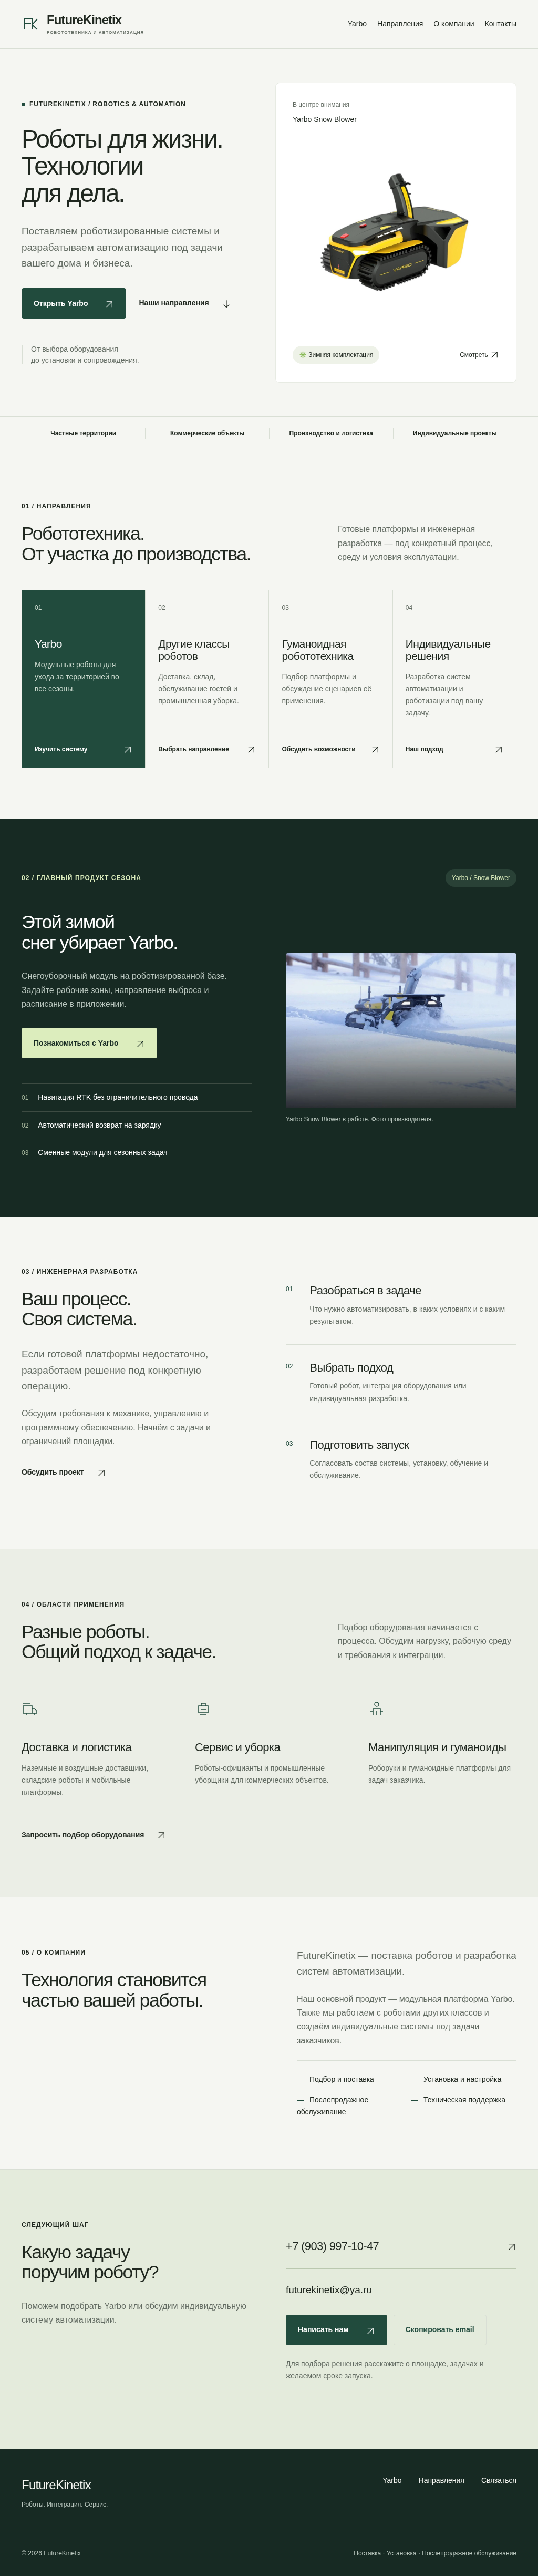 FutureKinetix
РОБОТОТЕХНИКА И АВТОМАТИЗАЦИЯ
Yarbo Направления О компании Контакты
FUTUREKINETIX / ROBOTICS & AUTOMATION
Роботы для жизни.
Технологии
для дела.
Поставляем роботизированные системы и
разрабатываем автоматизацию под задачи
вашего дома и бизнеса.
Открыть Yarbo
Наши направления
От выбора оборудования
до установки и сопровождения.
В центре внимания
Yarbo Snow Blower
YARBO
Зимняя комплектация
Смотреть
Частные территории
Коммерческие объекты
Производство и логистика
Индивидуальные проекты
01 / НАПРАВЛЕНИЯ
Робототехника.
От участка до производства.
Готовые платформы и инженерная
разработка — под конкретный процесс,
среду и условия эксплуатации.
01
Yarbo
Модульные роботы для
ухода за территорией во
все сезоны.
Изучить систему
02
Другие классы
роботов
Доставка, склад,
обслуживание гостей и
промышленная уборка.
Выбрать направление
03
Гуманоидная
робототехника
Подбор платформы и
обсуждение сценариев её
применения.
Обсудить возможности
04
Индивидуальные
решения
Разработка систем
автоматизации и
роботизации под вашу
задачу.
Наш подход
02 / ГЛАВНЫЙ ПРОДУКТ СЕЗОНА
Yarbo / Snow Blower
Этой зимой
снег убирает Yarbo.
Снегоуборочный модуль на роботизированной базе.
Задайте рабочие зоны, направление выброса и
расписание в приложении.
Познакомиться с Yarbo
01 Навигация RTK без ограничительного провода
02 Автоматический возврат на зарядку
03 Сменные модули для сезонных задач
Yarbo Snow Blower в работе. Фото производителя.
03 / ИНЖЕНЕРНАЯ РАЗРАБОТКА
Ваш процесс.
Своя система.
Если готовой платформы недостаточно,
разработаем решение под конкретную
операцию.
Обсудим требования к механике, управлению и
программному обеспечению. Начнём с задачи и
ограничений площадки.
Обсудить проект
01 Разобраться в задаче
Что нужно автоматизировать, в каких условиях и с каким
результатом.
02 Выбрать подход
Готовый робот, интеграция оборудования или
индивидуальная разработка.
03 Подготовить запуск
Согласовать состав системы, установку, обучение и
обслуживание.
04 / ОБЛАСТИ ПРИМЕНЕНИЯ
Разные роботы.
Общий подход к задаче.
Подбор оборудования начинается с
процесса. Обсудим нагрузку, рабочую среду
и требования к интеграции.
Доставка и логистика
Наземные и воздушные доставщики,
складские роботы и мобильные
платформы.
Сервис и уборка
Роботы-официанты и промышленные
уборщики для коммерческих объектов.
Манипуляция и гуманоиды
Роборуки и гуманоидные платформы для
задач заказчика.
Запросить подбор оборудования
05 / О КОМПАНИИ
Технология становится
частью вашей работы.
FutureKinetix — поставка роботов и разработка
систем автоматизации.
Наш основной продукт — модульная платформа Yarbo.
Также мы работаем с роботами других классов и
создаём индивидуальные системы под задачи
заказчиков.
— Подбор и поставка
— Установка и настройка
— Послепродажное
обслуживание
— Техническая поддержка
СЛЕДУЮЩИЙ ШАГ
Какую задачу
поручим роботу?
Поможем подобрать Yarbo или обсудим индивидуальную
систему автоматизации.
+7 (903) 997-10-47
futurekinetix@ya.ru
Написать нам
Скопировать email
Для подбора решения расскажите о площадке, задачах и
желаемом сроке запуска.
FutureKinetix
Роботы. Интеграция. Сервис.
Yarbo Направления Связаться
© 2026 FutureKinetix
Поставка · Установка · Послепродажное обслуживание